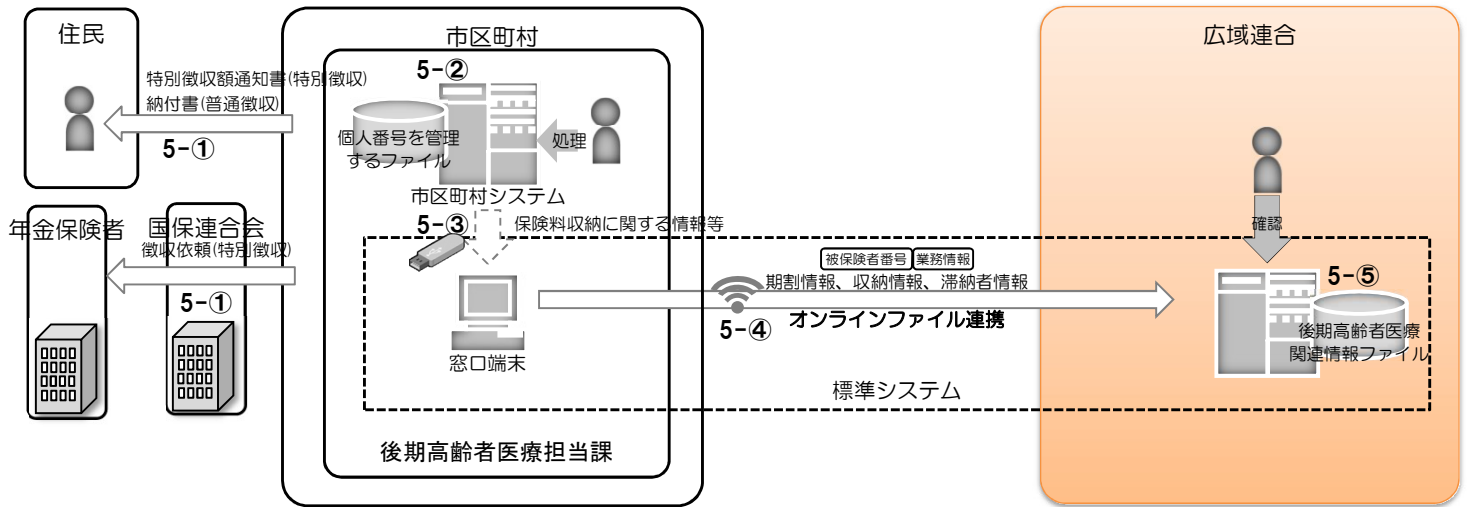 住民
市区町村
広域連合
特別徴収額通知書(特別徴収)
納付書(普通徴収)
5-①
5-②
個人番号を管理
するファイル
処理
市区町村システム
年金保険者
国保連合会
徴収依頼(特別徴収)
5-①
5-③
保険料収納に関する情報等
確認
被保険者番号
業務情報
期割情報、収納情報、滞納者情報
5-④
オンラインファイル連携
5-⑤
後期高齢者医療
関連情報ファイル
窓口端末
標準システム
後期高齢者医療担当課